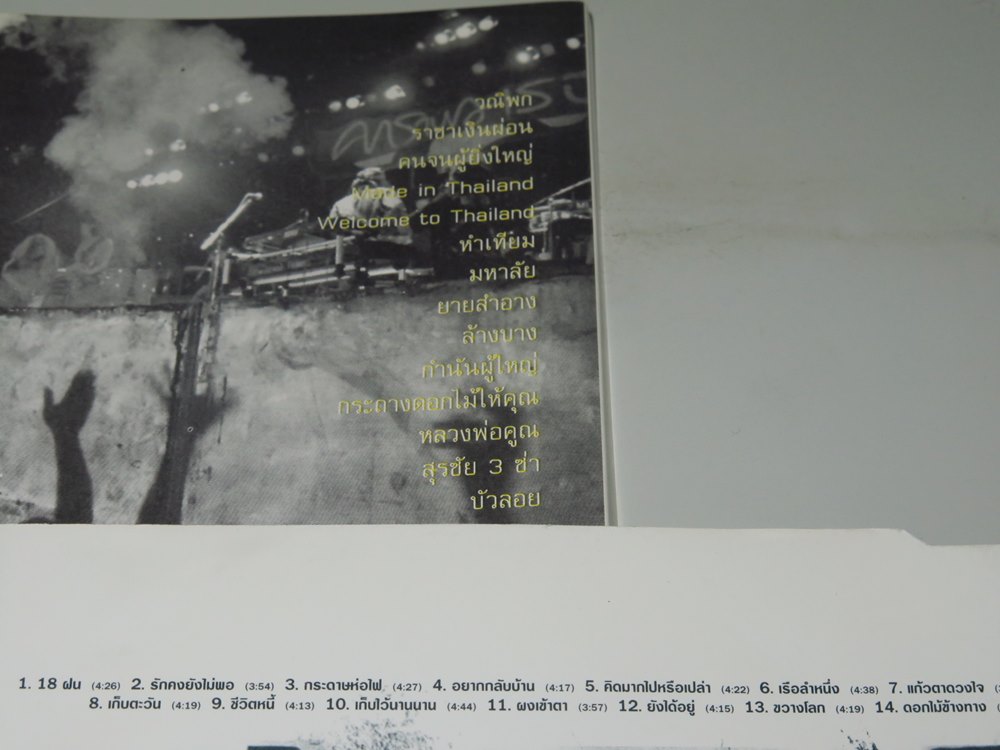 วณิพก
ราชาเงินผ่อน
คนจนผู้ยิ่งใหญ่
Made in Thailand
Welcome to Thailand
หำเทียม
มหาลัย
ยายสำอาง
ล้างบาง
กำนันผู้ใหญ่
กระถางดอกไม้ให้คุณ
หลวงพ่อคูณ
สุรชัย 3 ช่า
บัวลอย
1. 18 ฝน (4:26) 2. รักคงยังไม่พอ (3:54) 3. กระดาษห่อไฟ (4:27) 4. อยากกลับบ้าน (4:17) 5. คิดมากไปหรือเปล่า (4:22) 6. เรือลำหนึ่ง (4:38) 7. แก้วตาดวงใจ
8. เก็บตะวัน (4:19) 9. ชีวิตหนี้ (4:13) 10. เก็บไว้นานนาน (4:44) 11. ผงเข้าตา (3:57) 12. ยังได้อยู่ (4:15) 13. ขวางโลก (4:19) 14. ดอกไม้ข้างทาง